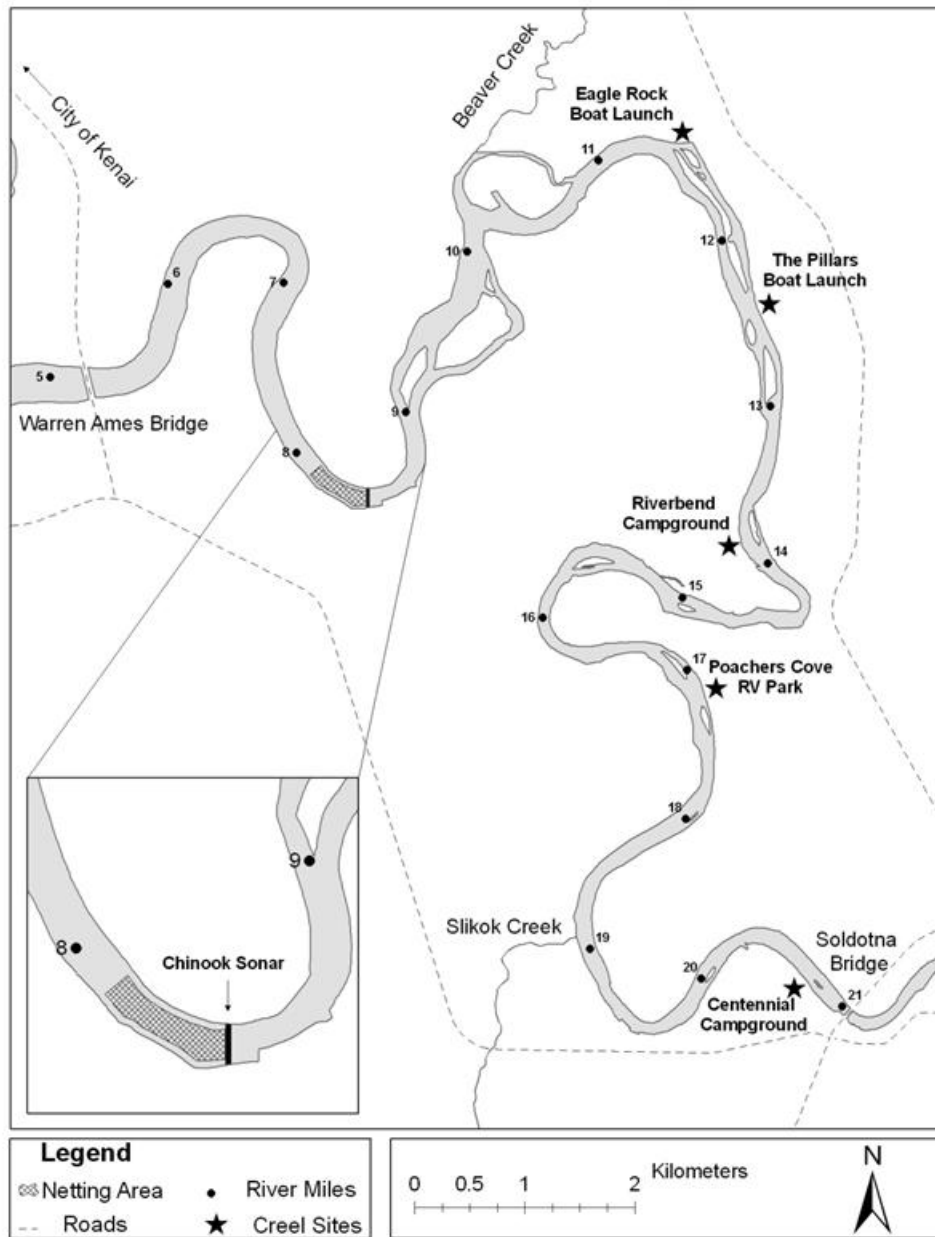 Beaver Creek
Eagle Rock
Boat Launch
City of Kenai
11
12
10
6
7
The Pillars
Boat Launch
5
9
13
Warren Ames Bridge
8
Riverbend
Campground
14
15
16
17
Poachers Cove
RV Park
18
Slikok Creek
19
Soldotna
Bridge
20
21
Centennial
Campground
9
8
Chinook Sonar
Legend
Netting Area
River Miles
Roads
Creel Sites
Kilometers
0 0.5 1 2
N